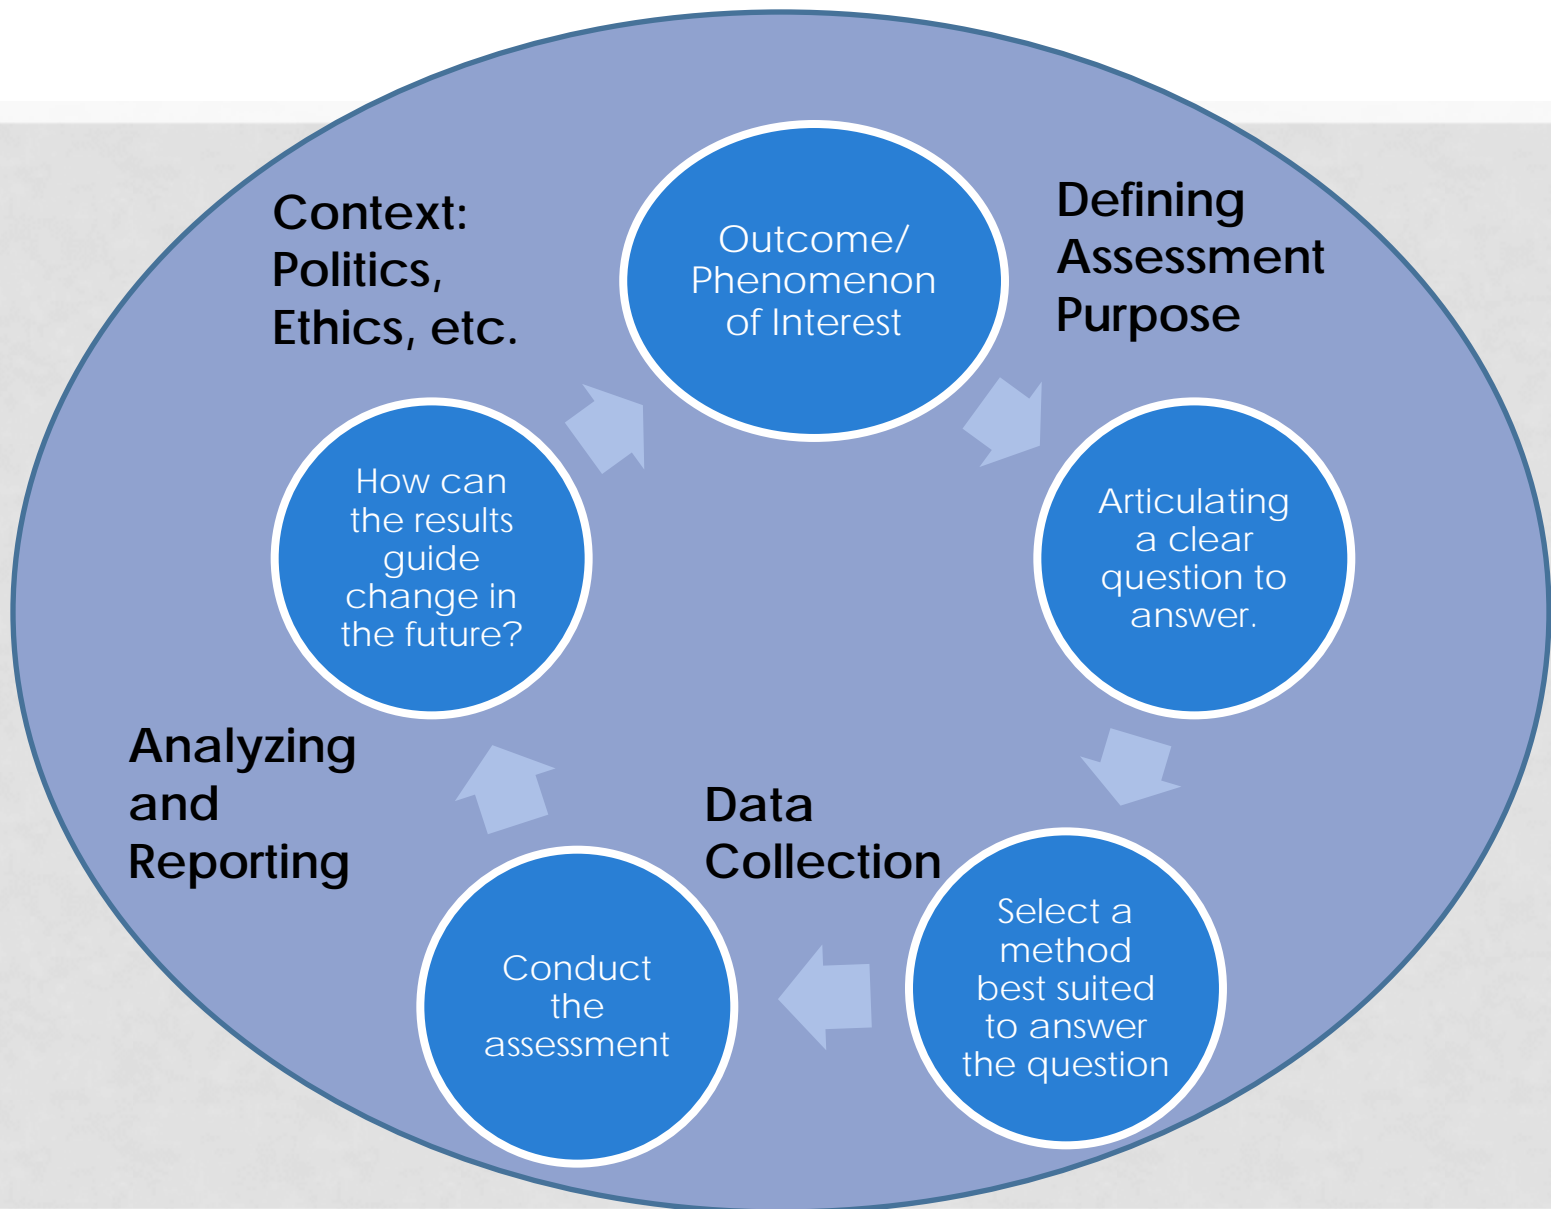 Context:
Politics,
Ethics, etc.
Outcome/
Phenomenon
of Interest
Defining
Assessment
Purpose
Articulating
a clear
question to
answer.
Select a
method
best suited
to answer
the question
Data
Collection
Conduct
the
assessment
Analyzing
and
Reporting
How can
the results
guide
change in
the future?